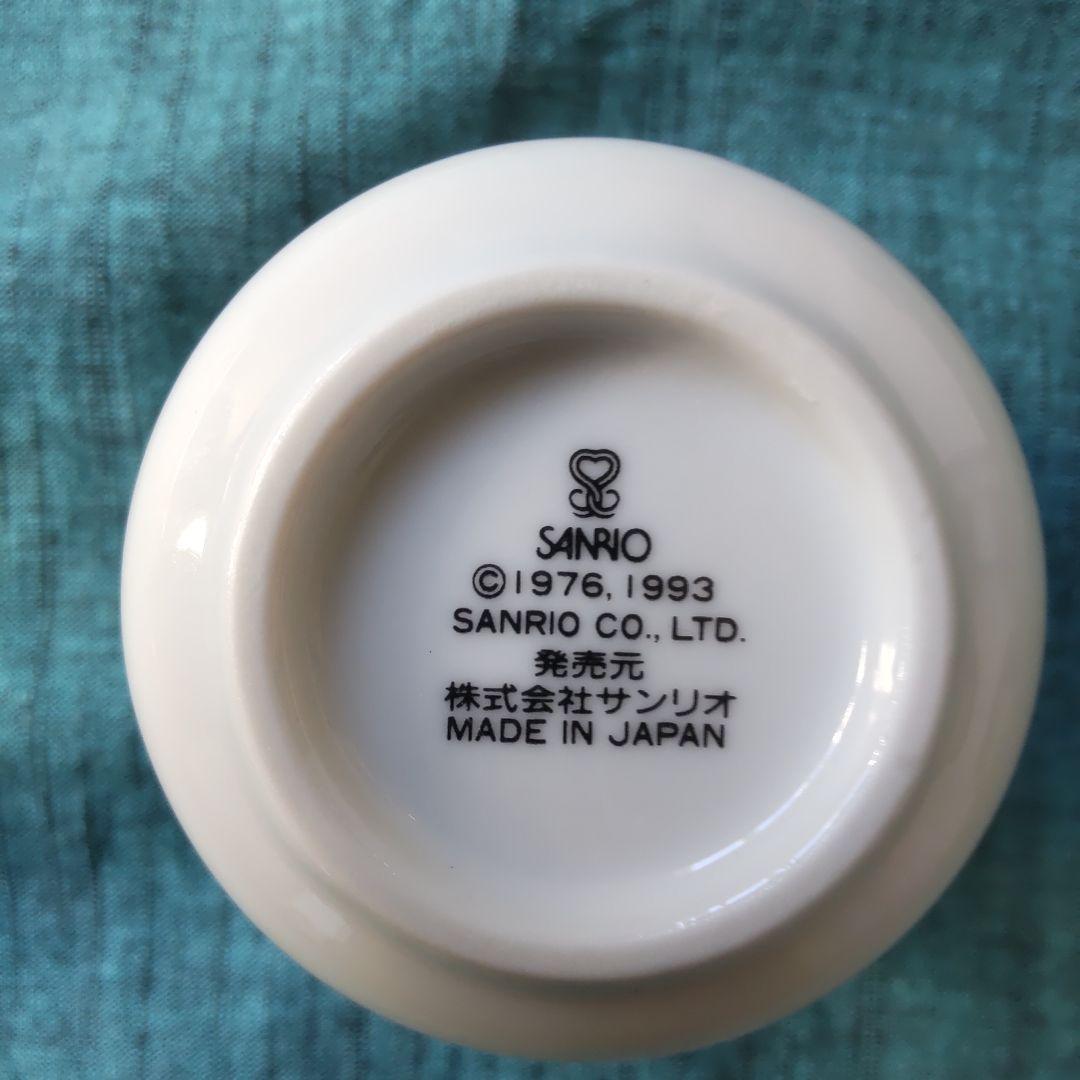 SANRIO
©1976, 1993
SANRIO CO., LTD.
発売元
株式会社サンリオ
MADE IN JAPAN